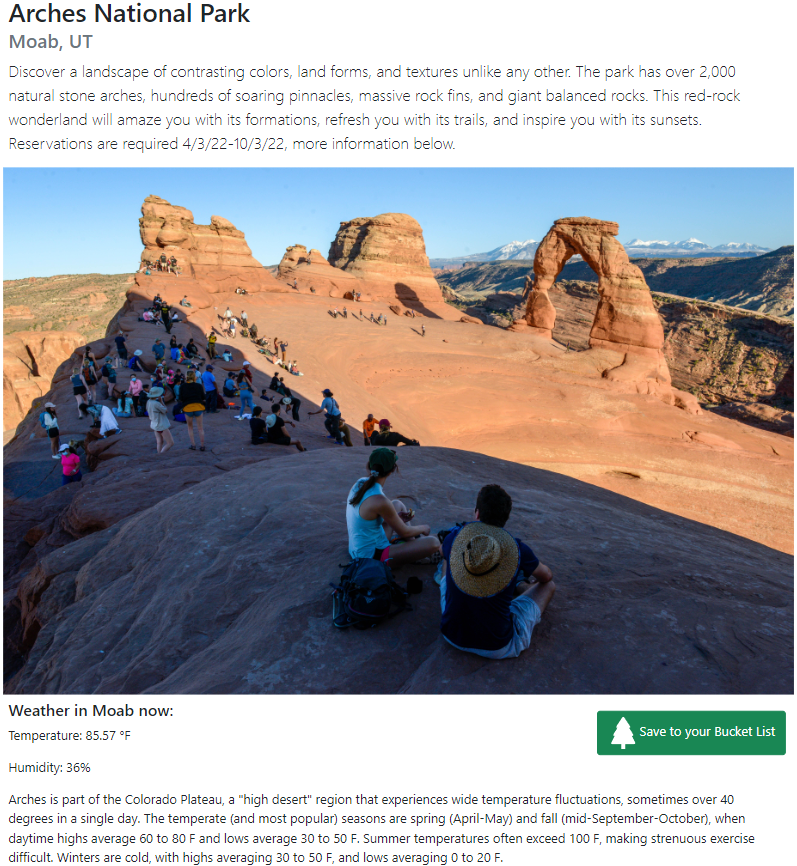 Arches National Park
Moab, UT
Discover a landscape of contrasting colors, land forms, and textures unlike any other. The park has over 2,000
natural stone arches, hundreds of soaring pinnacles, massive rock fins, and giant balanced rocks. This red-rock
wonderland will amaze you with its formations, refresh you with its trails, and inspire you with its sunsets.
Reservations are required 4/3/22-10/3/22, more information below.
Weather in Moab now:
Temperature: 85.57 °F
Save to your Bucket List
Humidity: 36%
Arches is part of the Colorado Plateau, a "high desert" region that experiences wide temperature fluctuations, sometimes over 40
degrees in a single day. The temperate (and most popular) seasons are spring (April-May) and fall (mid-September-October), when
daytime highs average 60 to 80 F and lows average 30 to 50 F. Summer temperatures often exceed 100 F, making strenuous exercise
difficult. Winters are cold, with highs averaging 30 to 50 F, and lows averaging 0 to 20 F.